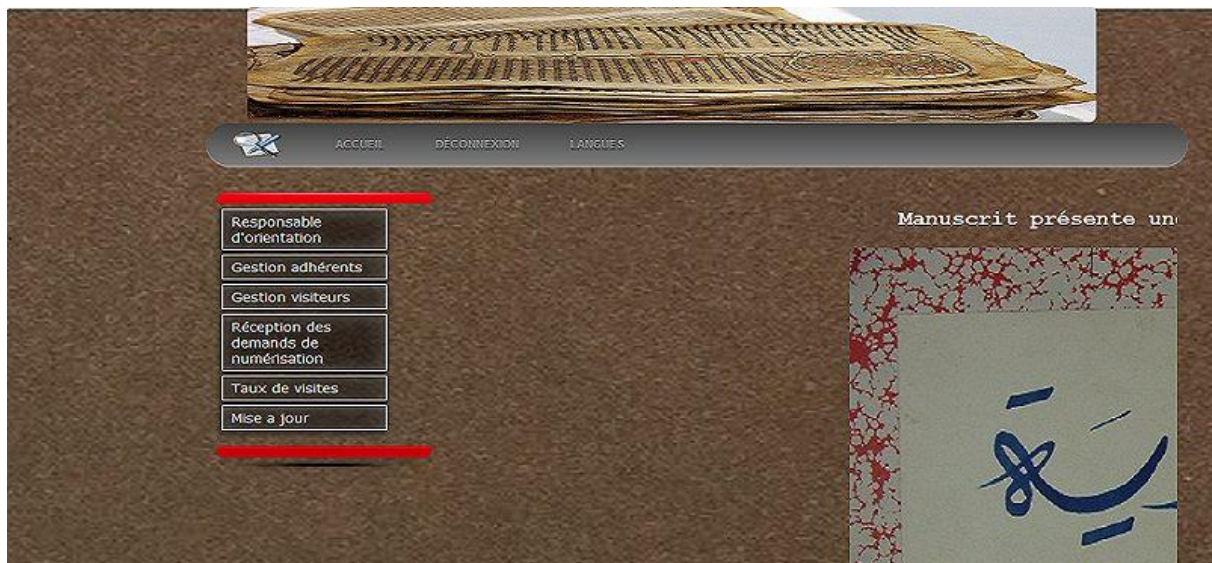 ACCUEIL DÉCONNEXION LANGUES
Responsable
d'orientation
Gestion adhérents
Gestion visiteurs
Réception des
demands de
numérisation
Taux de visites
Mise a jour
Manuscrit présente un